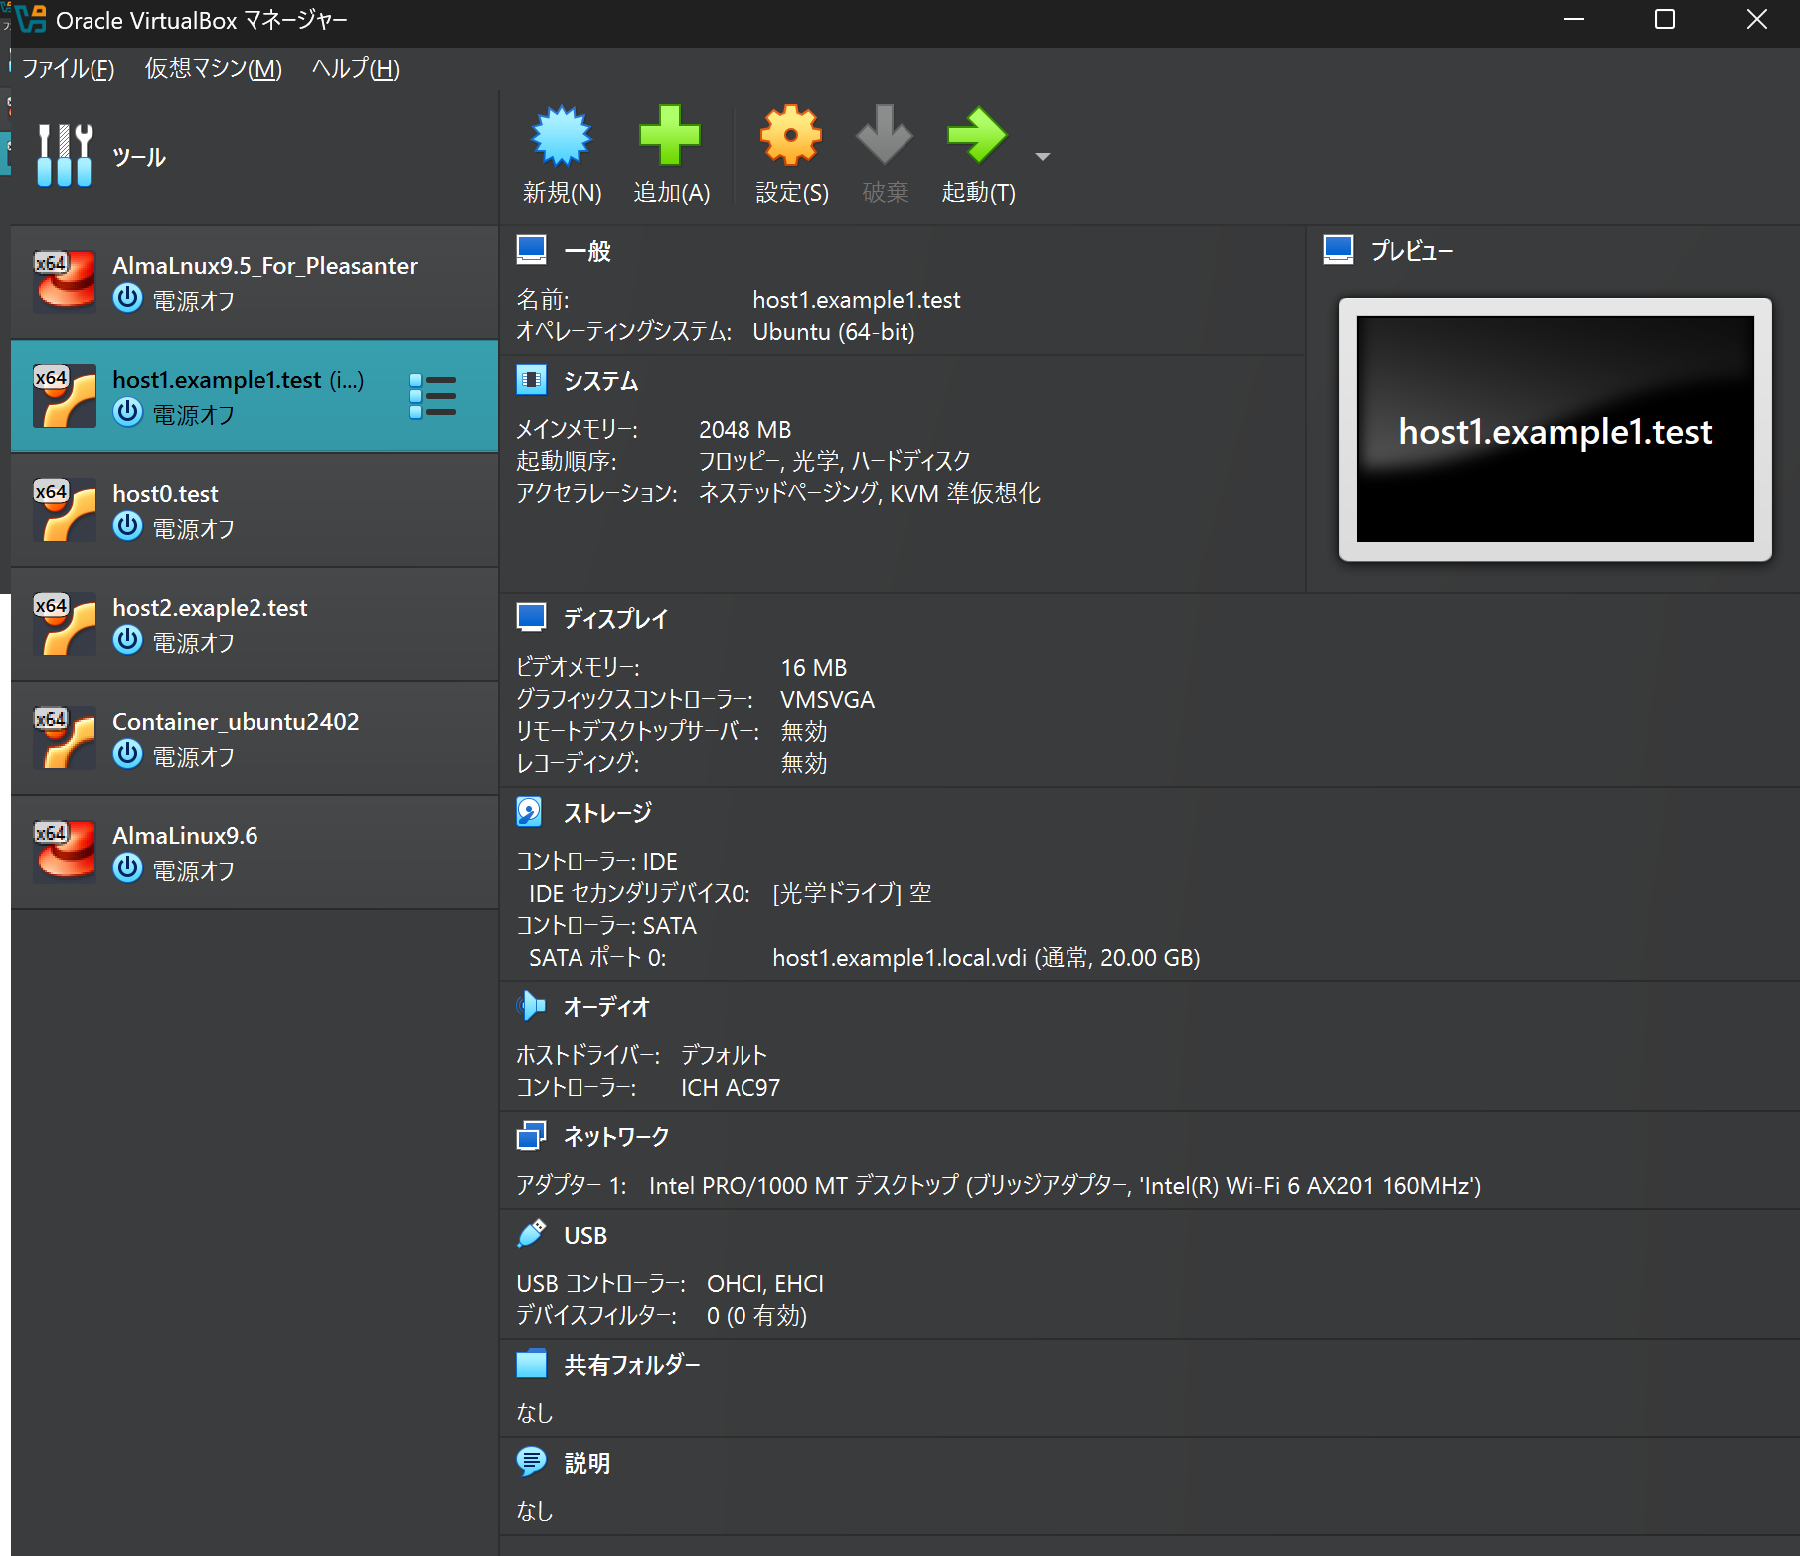 Oracle VirtualBox マネージャー
ファイル(F) 仮想マシン(M) ヘルプ(H)
ツール
新規(N) 追加(A) 設定(S) 破棄 起動(T)
x64
AlmaLnux9.5_For_Pleasanter
電源オフ
x64
host1.example1.test (i...)
電源オフ
x64
host0.test
電源オフ
x64
host2.exaple2.test
電源オフ
x64
Container_ubuntu2402
電源オフ
x64
AlmaLinux9.6
電源オフ
一般
名前: host1.example1.test
オペレーティングシステム: Ubuntu (64-bit)
プレビュー
host1.example1.test
システム
メインメモリー: 2048 MB
起動順序: フロッピー, 光学, ハードディスク
アクセラレーション: ネステッドページング, KVM 準仮想化
ディスプレイ
ビデオメモリー: 16 MB
グラフィックスコントローラー: VMSVGA
リモートデスクトップサーバー: 無効
レコーディング: 無効
ストレージ
コントローラー: IDE
IDE セカンダリデバイス0: [光学ドライブ] 空
コントローラー: SATA
SATA ポート 0: host1.example1.local.vdi (通常, 20.00 GB)
オーディオ
ホストドライバー: デフォルト
コントローラー: ICH AC97
ネットワーク
アダプター 1: Intel PRO/1000 MT デスクトップ (ブリッジアダプター, 'Intel(R) Wi-Fi 6 AX201 160MHz')
USB
USB コントローラー: OHCI, EHCI
デバイスフィルター: 0 (0 有効)
共有フォルダー
なし
説明
なし